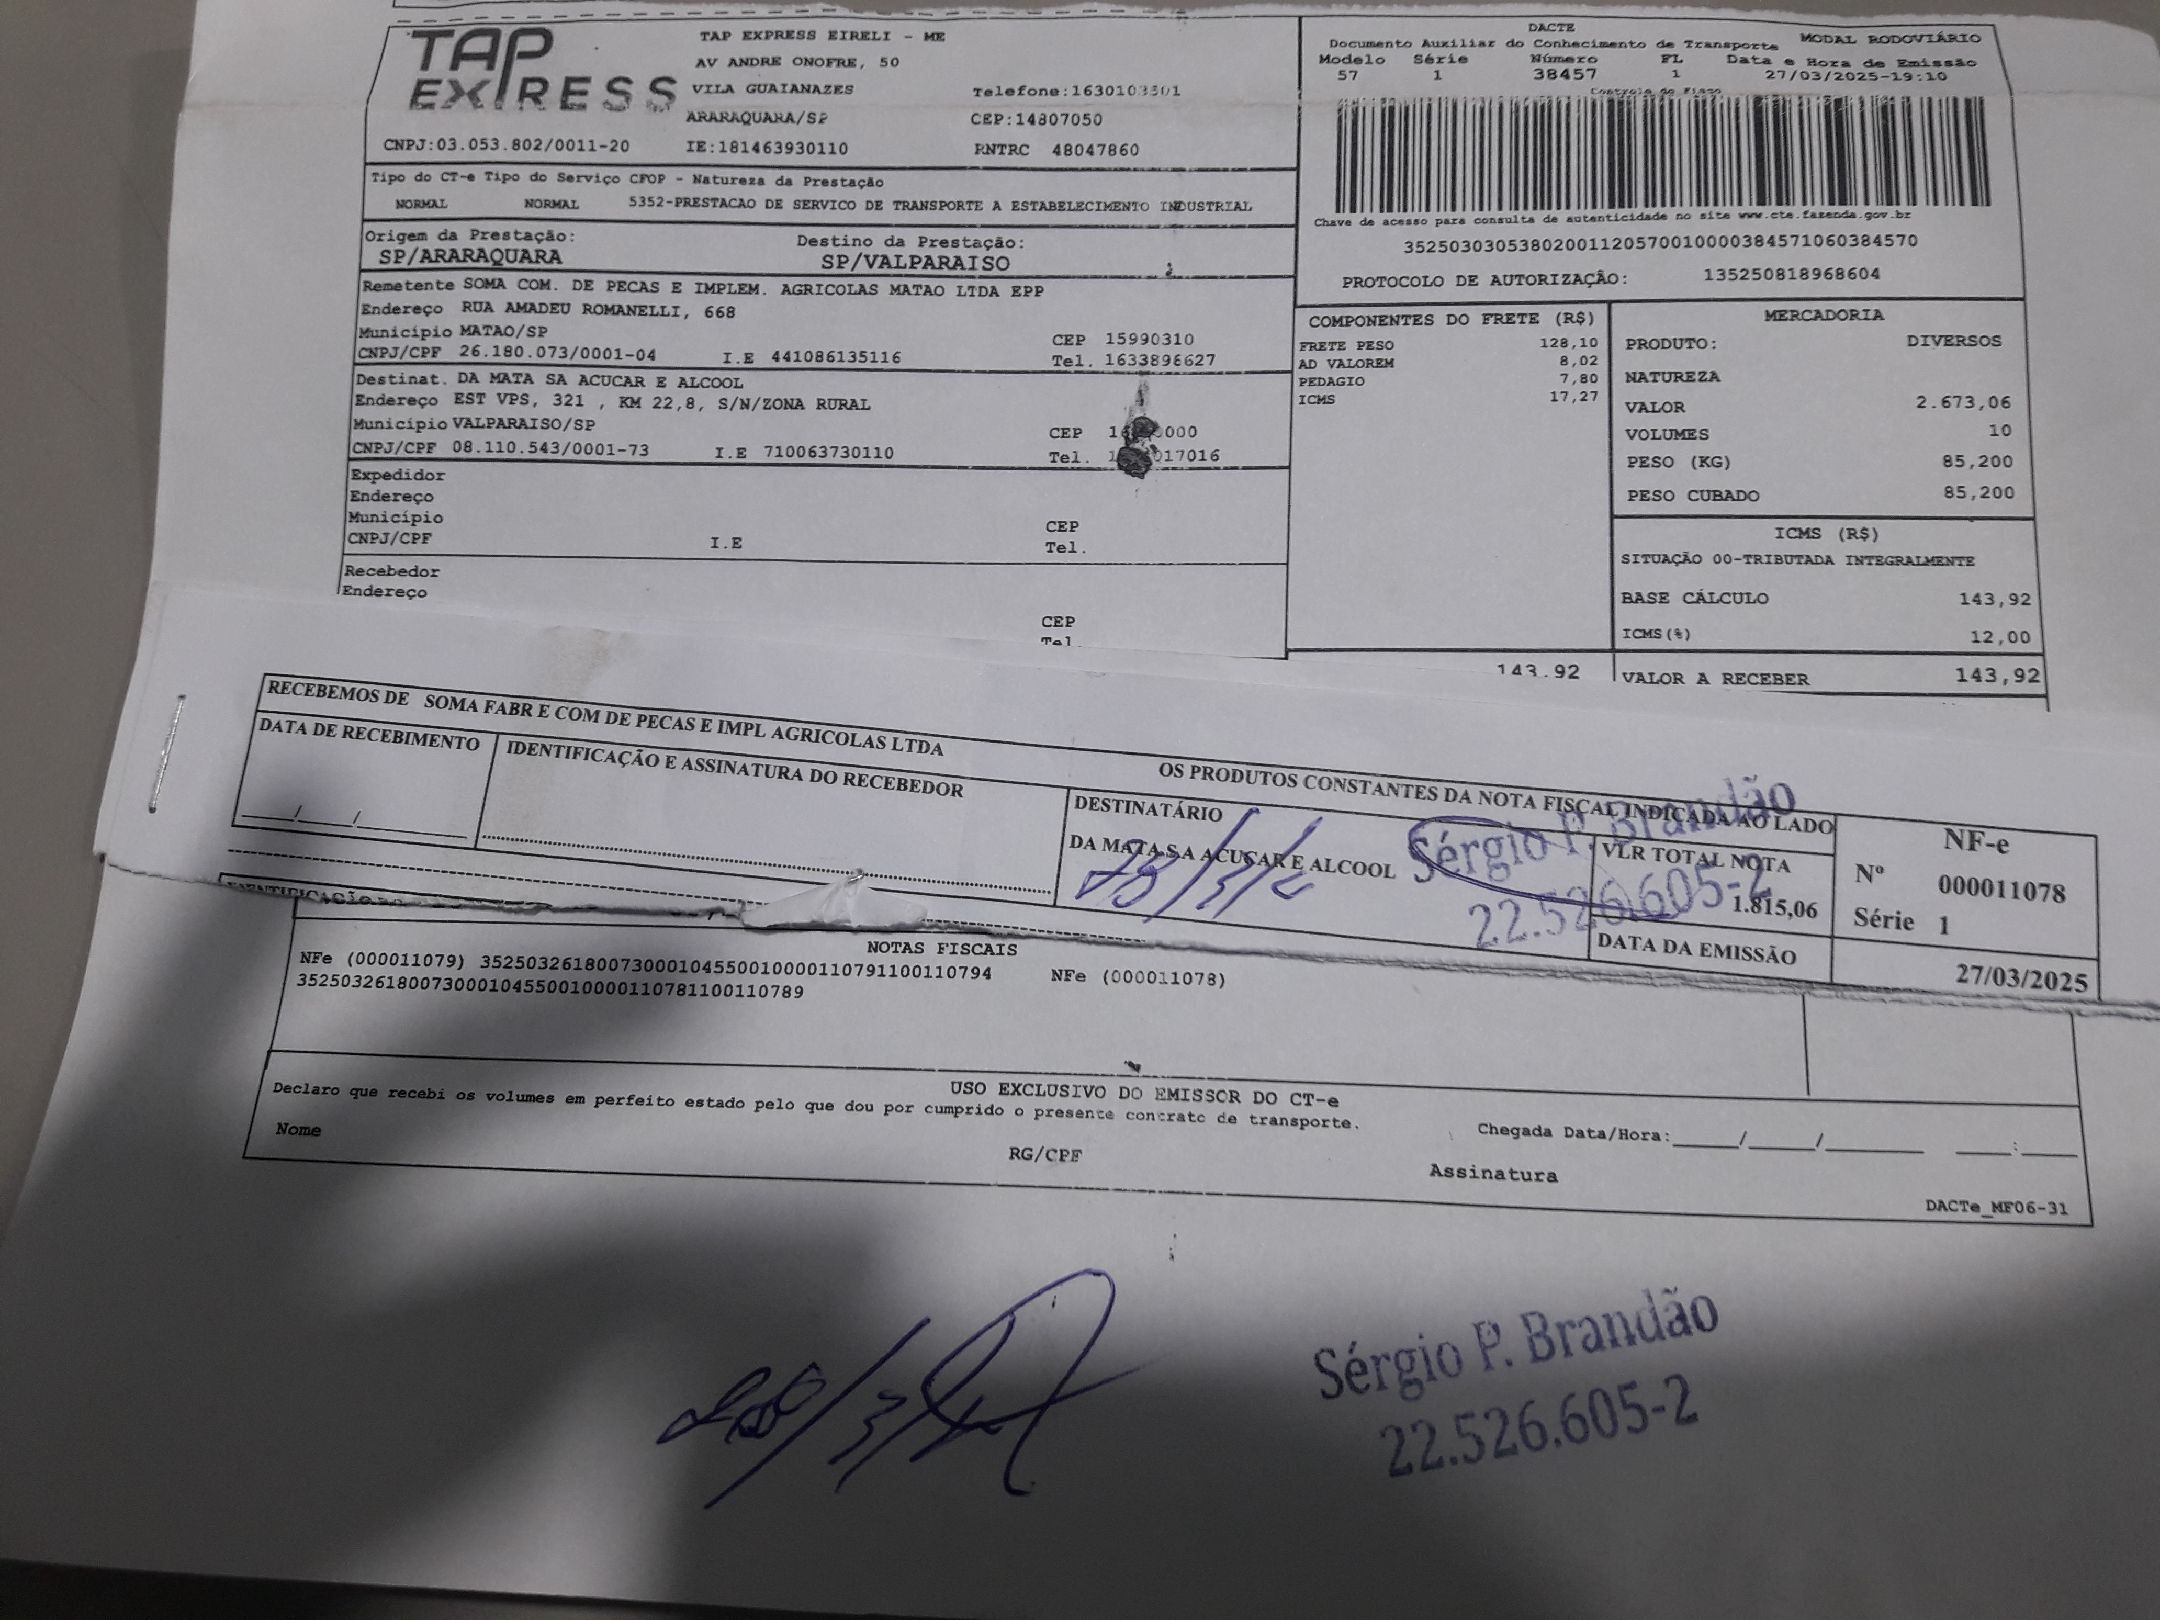 TAP EXPRESS
TAP EXPRESS EIRELI - ME
AV ANDRE ONOFRE, 50
VILA GUAIANAZES Telefone:1630103501
ARARAQUARA/SP CEP:14807050
CNPJ:03.053.802/0011-20 IE:181463930110 RNTRC 48047860
DACTE
Documento Auxiliar do Conhecimento de Transporte MODAL RODOVIÁRIO
Modelo Série Número FL Data e Hora de Emissão
57 1 38457 1 27/03/2025-19:10
Controle do Fisco
Chave de acesso para consulta de autenticidade no site www.cte.fazenda.gov.br
35250303053802001120570010000384571060384570
PROTOCOLO DE AUTORIZAÇÃO: 135250818968604
Tipo do CT-e Tipo do Serviço CFOP - Natureza da Prestação
NORMAL NORMAL 5352-PRESTACAO DE SERVICO DE TRANSPORTE A ESTABELECIMENTO INDUSTRIAL
Origem da Prestação: Destino da Prestação:
SP/ARARAQUARA SP/VALPARAISO
Remetente SOMA COM. DE PECAS E IMPLEM. AGRICOLAS MATAO LTDA EPP
Endereço RUA AMADEU ROMANELLI, 668
Município MATAO/SP CEP 15990310
CNPJ/CPF 26.180.073/0001-04 I.E 441086135116 Tel. 1633896627
Destinat. DA MATA SA ACUCAR E ALCOOL
Endereço EST VPS, 321 , KM 22,8, S/N/ZONA RURAL
Município VALPARAISO/SP CEP
CNPJ/CPF 08.110.543/0001-73 I.E 710063730110 Tel.
Expedidor
Endereço
Município CEP
CNPJ/CPF I.E Tel.
Recebedor
Endereço
CEP
Tel
COMPONENTES DO FRETE (R$)
FRETE PESO 128,10
AD VALOREM 8,02
PEDAGIO 7,80
ICMS 17,27
143,92
MERCADORIA
PRODUTO: DIVERSOS
NATUREZA
VALOR 2.673,06
VOLUMES 10
PESO (KG) 85,200
PESO CUBADO 85,200
ICMS (R$)
SITUAÇÃO 00-TRIBUTADA INTEGRALMENTE
BASE CÁLCULO 143,92
ICMS(%) 12,00
VALOR A RECEBER 143,92
RECEBEMOS DE SOMA FABR E COM DE PECAS E IMPL AGRICOLAS LTDA OS PRODUTOS CONSTANTES DA NOTA FISCAL INDICADA AO LADO
DATA DE RECEBIMENTO IDENTIFICAÇÃO E ASSINATURA DO RECEBEDOR
DESTINATÁRIO
DA MATA S.A ACUCAR E ALCOOL
Sérgio P. Brandão
22.526.605-2
VLR TOTAL NOTA
1.815,06
DATA DA EMISSÃO
27/03/2025
NF-e
Nº 000011078
Série 1
NOTAS FISCAIS
NFe (000011079) 35250326180073000104550010000110791100110794 NFe (000011078)
35250326180073000104550010000110781100110789
USO EXCLUSIVO DO EMISSOR DO CT-e
Declaro que recebi os volumes em perfeito estado pelo que dou por cumprido o presente contrato de transporte.
Nome RG/CPF Assinatura
Chegada Data/Hora:____/____/______ ____:____
DACTe_MF06-31
28/3/
Sérgio P. Brandão
22.526.605-2